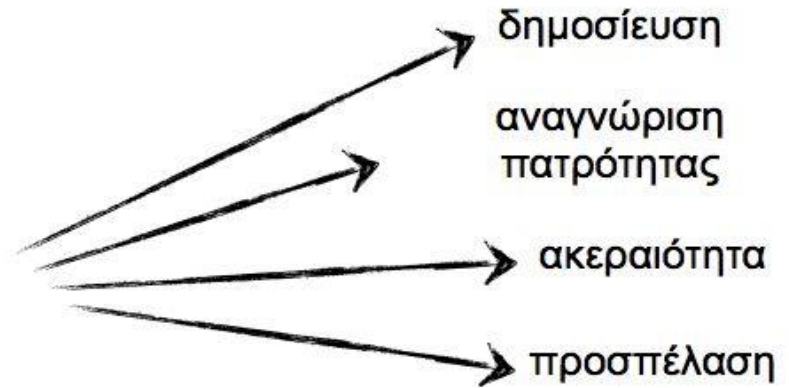 δημοσίευση
αναγνώριση
πατρότητας
ακεραιότητα
προσπέλαση